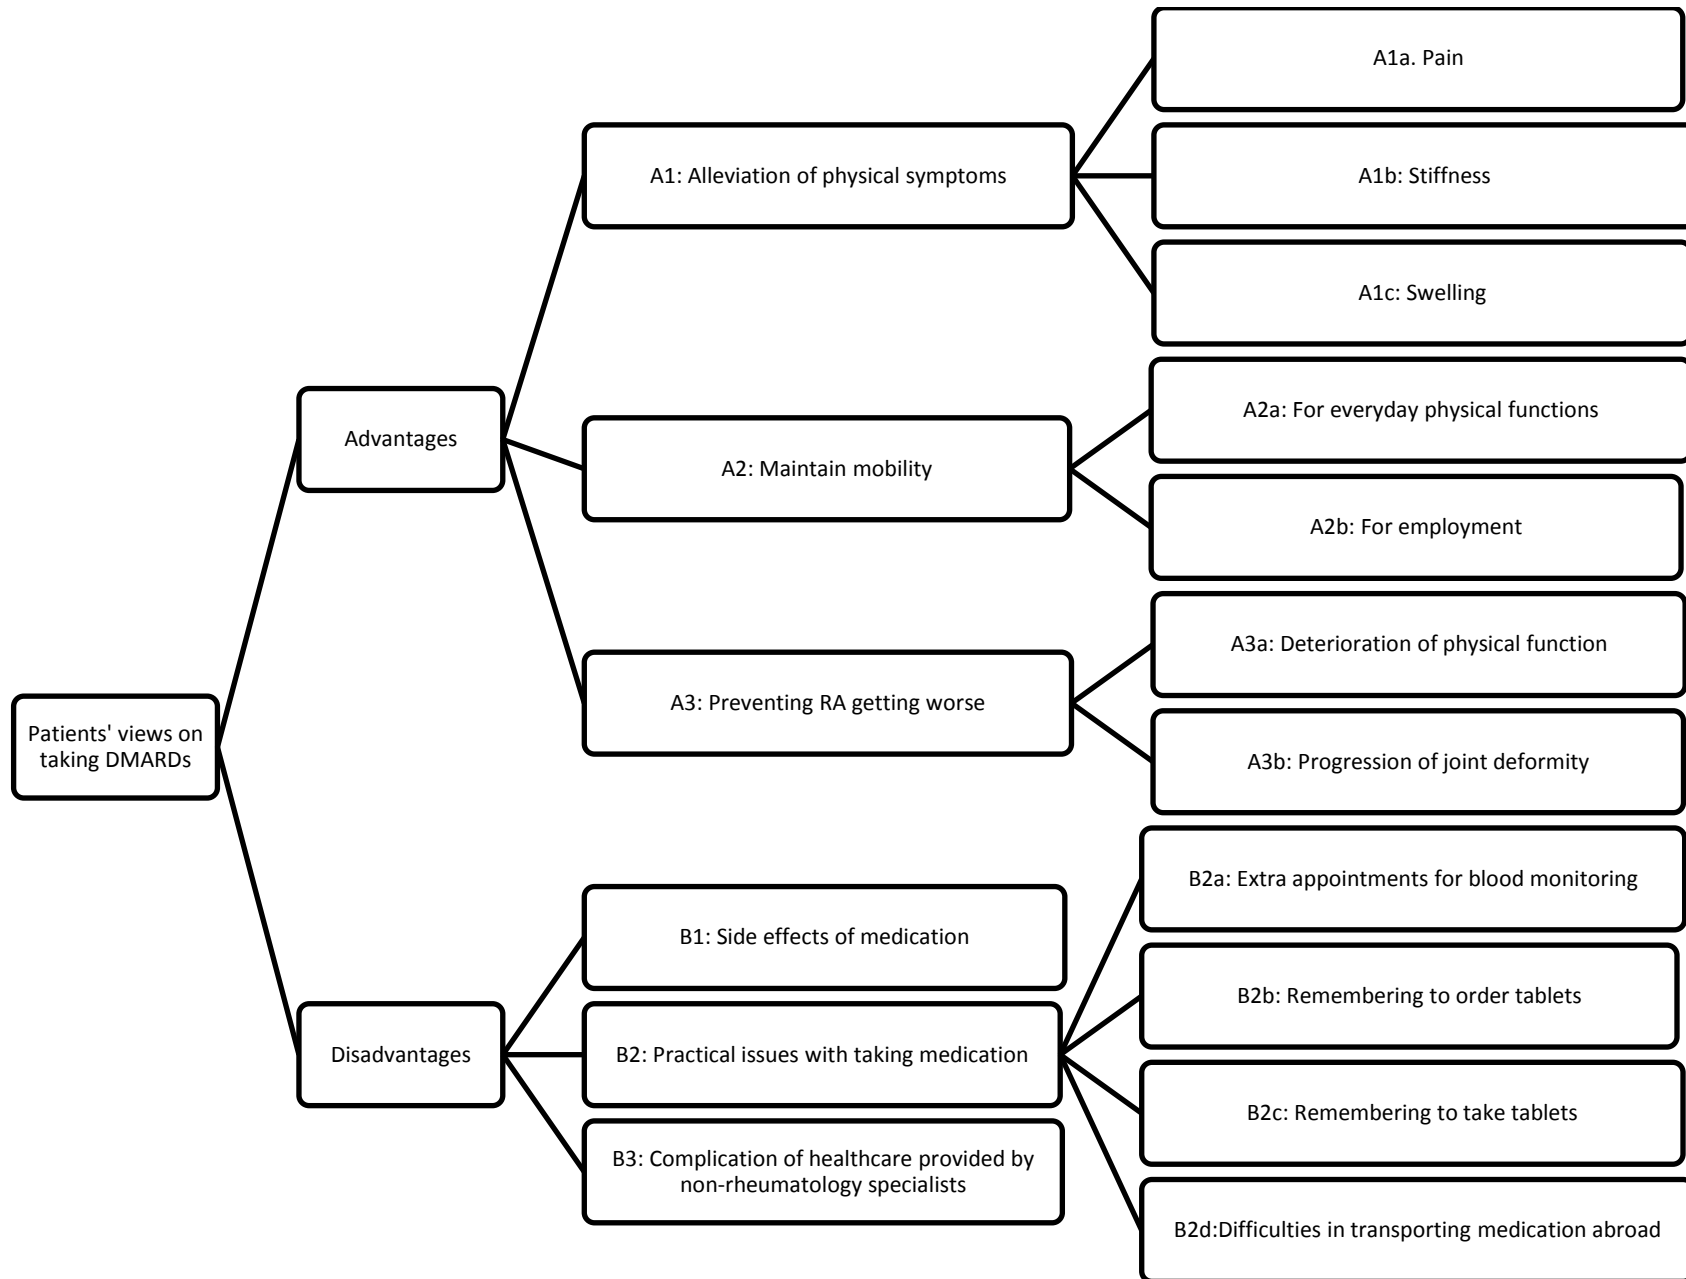 Patients' views on
taking DMARDs
Advantages
A1: Alleviation of physical symptoms
A1a. Pain
A1b: Stiffness
A1c: Swelling
A2: Maintain mobility
A2a: For everyday physical functions
A2b: For employment
A3: Preventing RA getting worse
A3a: Deterioration of physical function
A3b: Progression of joint deformity
Disadvantages
B1: Side effects of medication
B2: Practical issues with taking medication
B2a: Extra appointments for blood monitoring
B2b: Remembering to order tablets
B2c: Remembering to take tablets
B2d:Difficulties in transporting medication abroad
B3: Complication of healthcare provided by
non-rheumatology specialists